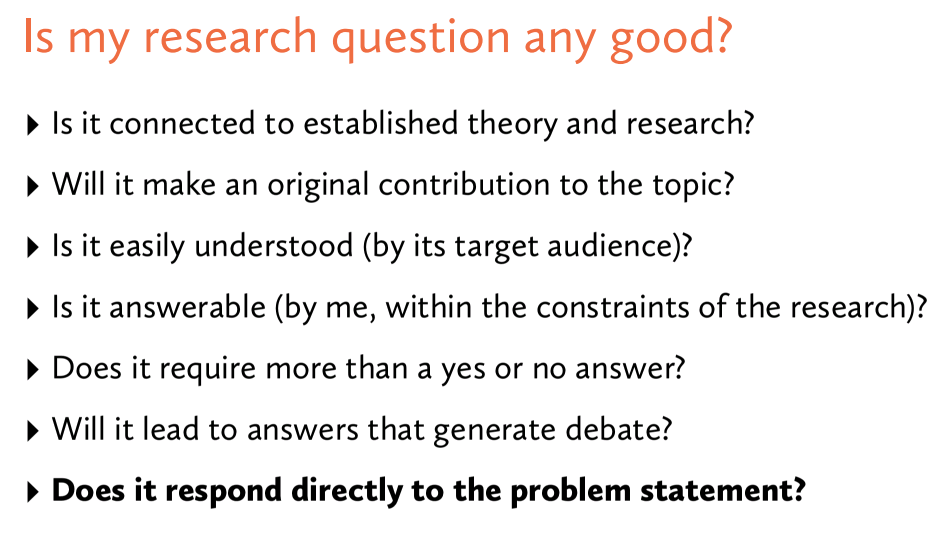 Is my research question any good?
Is it connected to established theory and research?
Will it make an original contribution to the topic?
Is it easily understood (by its target audience)?
Is it answerable (by me, within the constraints of the research)?
Does it require more than a yes or no answer?
Will it lead to answers that generate debate?
Does it respond directly to the problem statement?